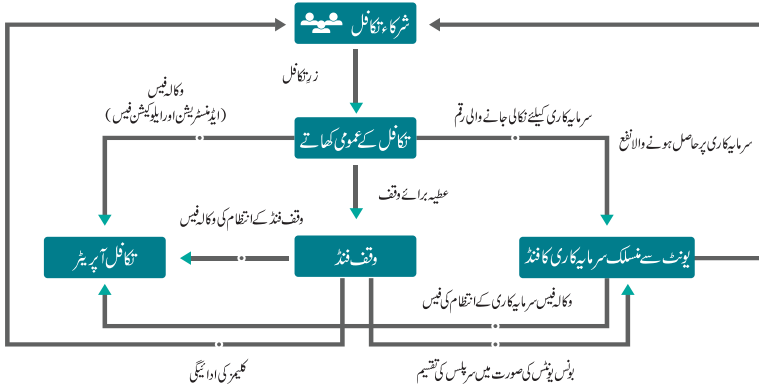 شرکاء تکافل
زرِ تکافل
وکالہ فیس
(ایڈمنسٹریشن اور ایلوکیشن فیس)
سرمایہ کاری کیلئے نکالی جانے والی رقم
تکافل کے عمومی کھاتے
سرمایہ کاری پر حاصل ہونے والا نفع
عطیہ برائے وقف
وقف فنڈ کے انتظام کی وکالہ فیس
یونٹ سے منسلک سرمایہ کاری کا فنڈ
وقف فنڈ
تکافل آپریٹر
وکالہ فیس سرمایہ کاری کے انتظام کی فیس
کلیمز کی ادائیگی
بونس یونٹس کی صورت میں سرپلس کی تقسیم